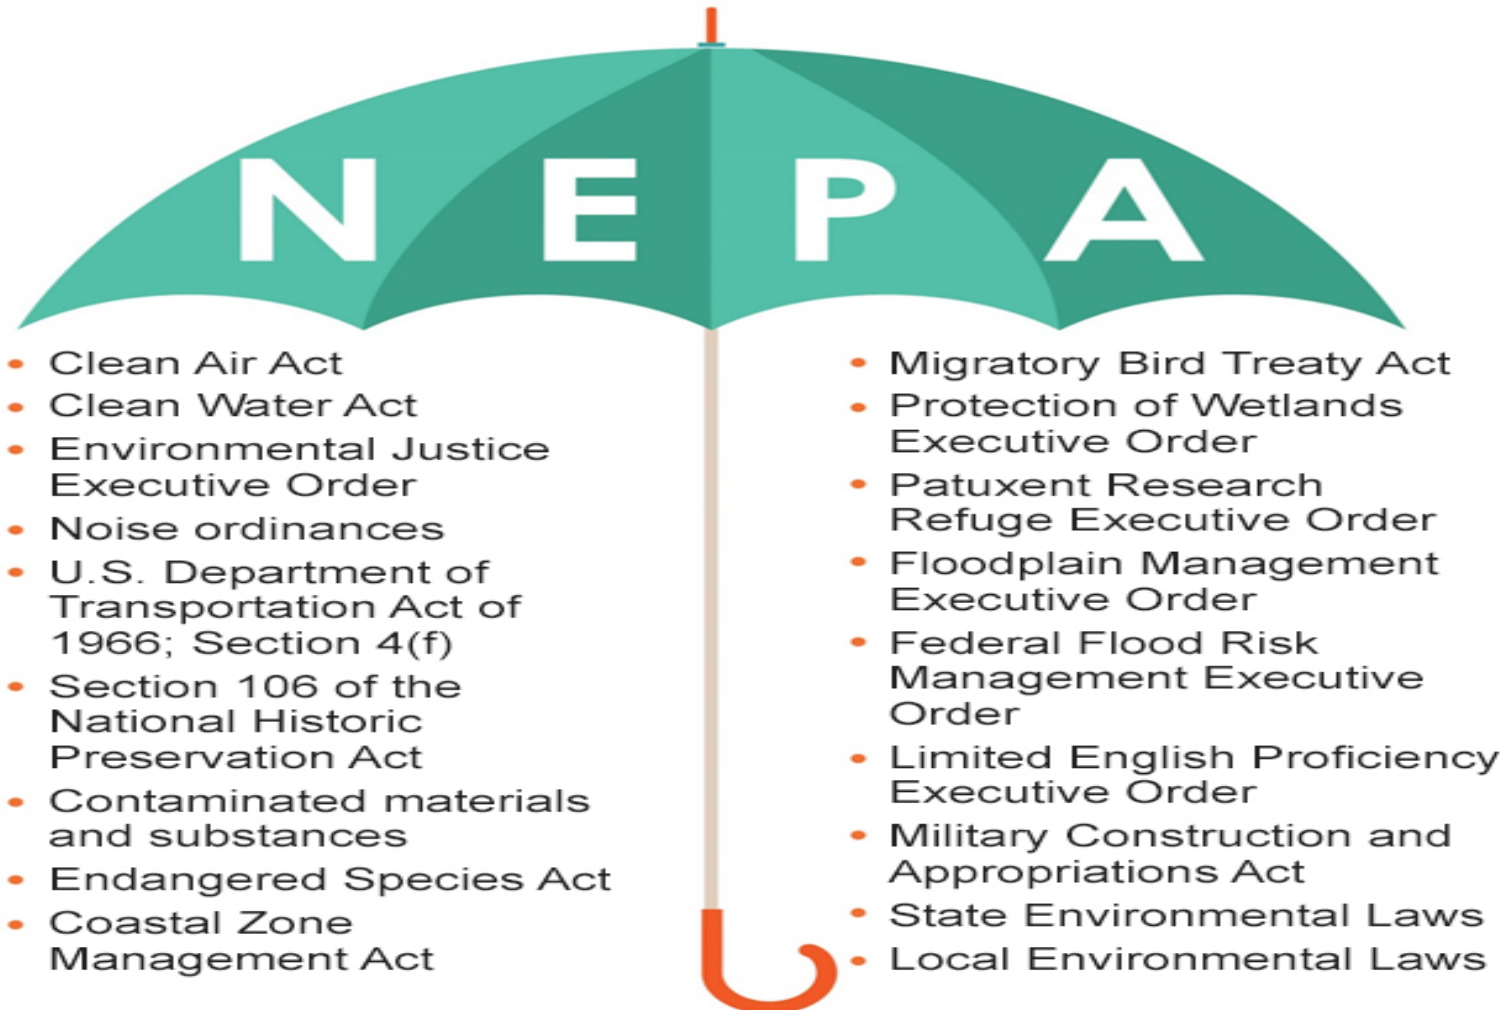 N E P A
• Clean Air Act
• Clean Water Act
• Environmental Justice
Executive Order
• Noise ordinances
• U.S. Department of
Transportation Act of
1966; Section 4(f)
• Section 106 of the
National Historic
Preservation Act
• Contaminated materials
and substances
• Endangered Species Act
• Coastal Zone
Management Act
• Migratory Bird Treaty Act
• Protection of Wetlands
Executive Order
• Patuxent Research
Refuge Executive Order
• Floodplain Management
Executive Order
• Federal Flood Risk
Management Executive
Order
• Limited English Proficiency
Executive Order
• Military Construction and
Appropriations Act
• State Environmental Laws
• Local Environmental Laws